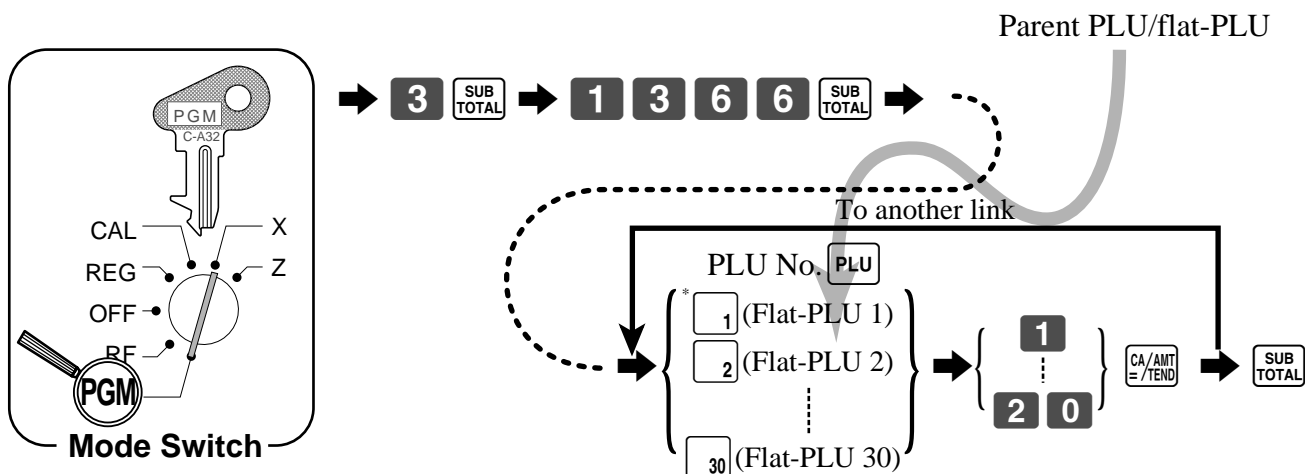 Parent PLU/flat-PLU
PGM
C-A32
3 SUB TOTAL 1 3 6 6 SUB TOTAL
To another link
CAL X
REG Z
OFF
RF
PGM
Mode Switch
PLU No. PLU
* 1 (Flat-PLU 1)
2 (Flat-PLU 2)
30 (Flat-PLU 30)
1
2 0
CA/AMT
= /TEND
SUB
TOTAL